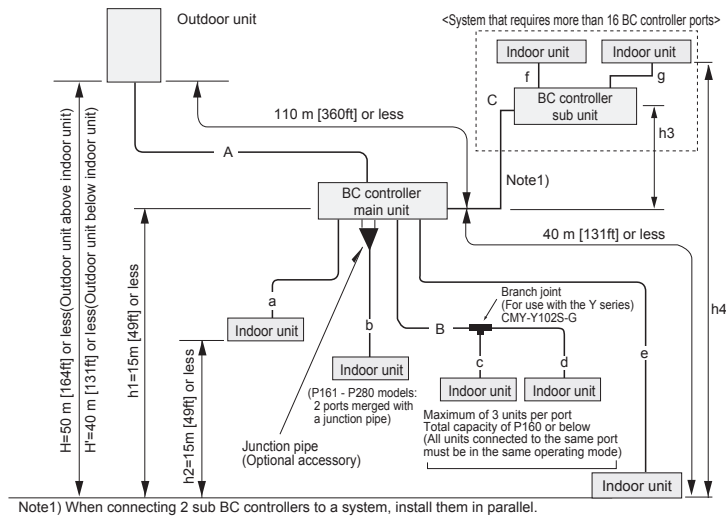 Outdoor unit
<System that requires more than 16 BC controller ports>
Indoor unit
Indoor unit
f
g
BC controller
sub unit
C
h3
110 m [360ft] or less
A
Note1)
BC controller
main unit
40 m [131ft] or less
h4
H=50 m [164ft] or less(Outdoor unit above indoor unit)
H'=40 m [131ft] or less(Outdoor unit below indoor unit)
h1=15m [49ft] or less
a
Indoor unit
h2=15m [49ft] or less
b
Indoor unit
(P161 - P280 models:
2 ports merged with
a junction pipe)
Junction pipe
(Optional accessory)
B
Branch joint
(For use with the Y series)
CMY-Y102S-G
c
d
e
Indoor unit
Indoor unit
Maximum of 3 units per port
Total capacity of P160 or below
(All units connected to the same port
must be in the same operating mode)
Indoor unit
Note1) When connecting 2 sub BC controllers to a system, install them in parallel.